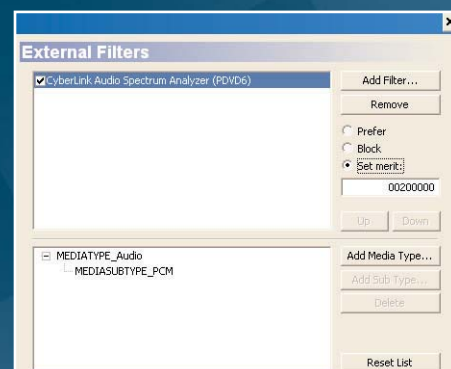 External Filters
CyberLink Audio Spectrum Analyzer (PDVD6)
Add Filter...
Remove
Prefer
Block
Set merit:
00200000
Up
Down
MEDIATYPE_Audio
MEDIASUBTYPE_PCM
Add Media Type...
Add Sub Type...
Delete
Reset List